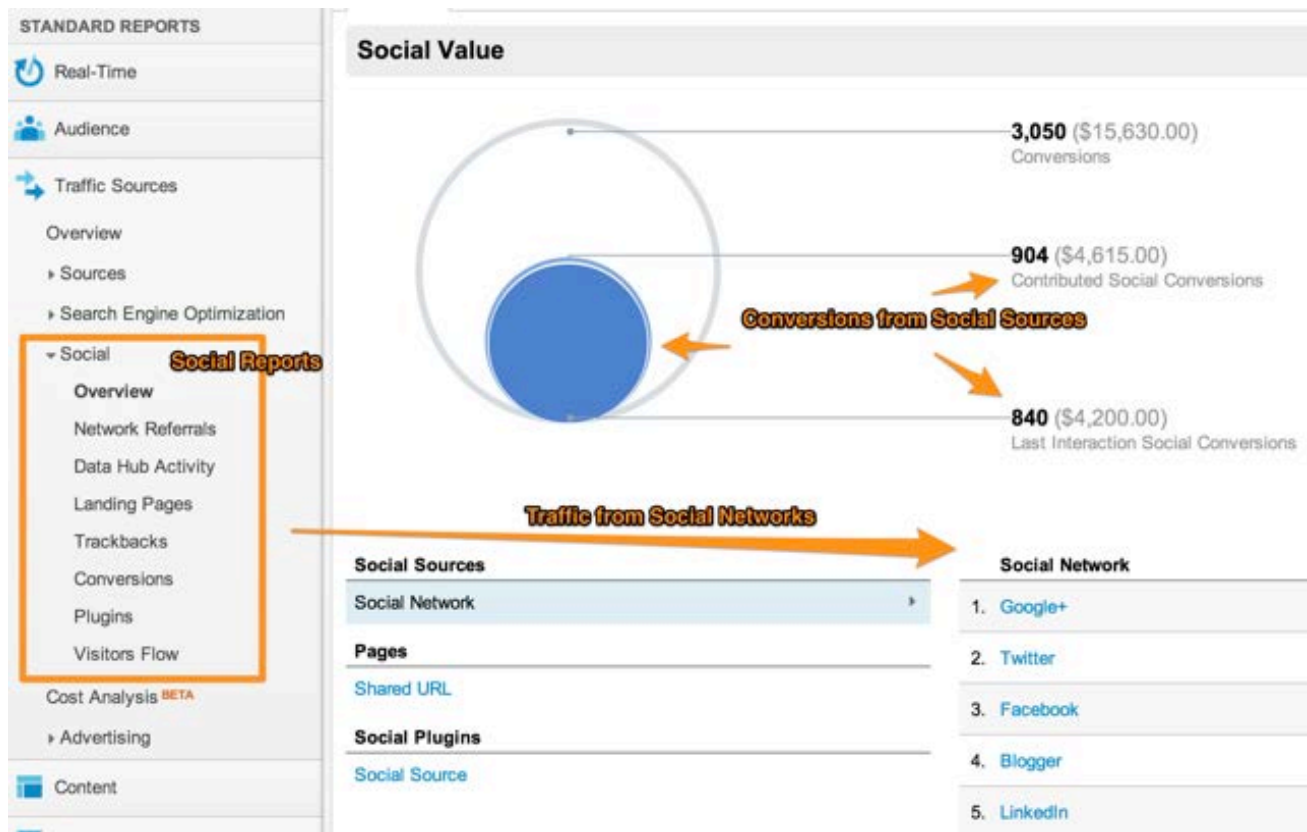 STANDARD REPORTS
Real-Time
Audience
Traffic Sources
Overview
Sources
Search Engine Optimization
Social
Social Reports
Overview
Network Referrals
Data Hub Activity
Landing Pages
Trackbacks
Conversions
Plugins
Visitors Flow
Cost Analysis BETA
Advertising
Content
Social Value
3,050 ($15,630.00)
Conversions
904 ($4,615.00)
Contributed Social Conversions
Conversions from Social Sources
840 ($4,200.00)
Last Interaction Social Conversions
Traffic from Social Networks
Social Sources
Social Network
Pages
Shared URL
Social Plugins
Social Source
Social Network
1. Google+
2. Twitter
3. Facebook
4. Blogger
5. LinkedIn